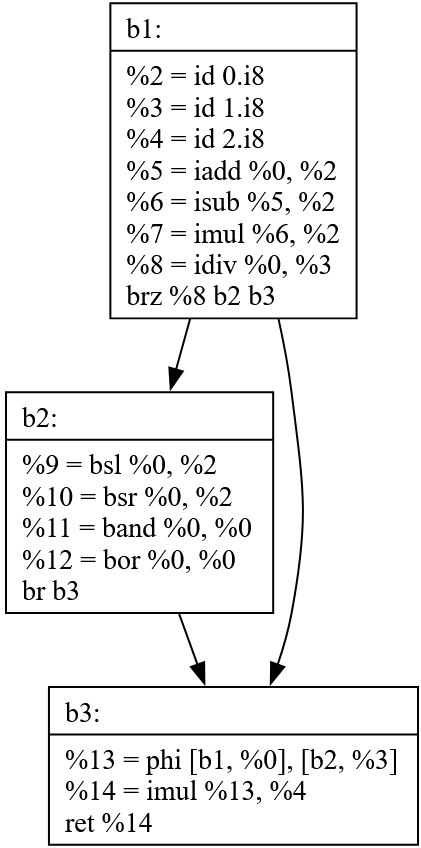 b1:
%2 = id 0.i8
%3 = id 1.i8
%4 = id 2.i8
%5 = iadd %0, %2
%6 = isub %5, %2
%7 = imul %6, %2
%8 = idiv %0, %3
brz %8 b2 b3
b2:
%9 = bsl %0, %2
%10 = bsr %0, %2
%11 = band %0, %0
%12 = bor %0, %0
br b3
b3:
%13 = phi [b1, %0], [b2, %3]
%14 = imul %13, %4
ret %14